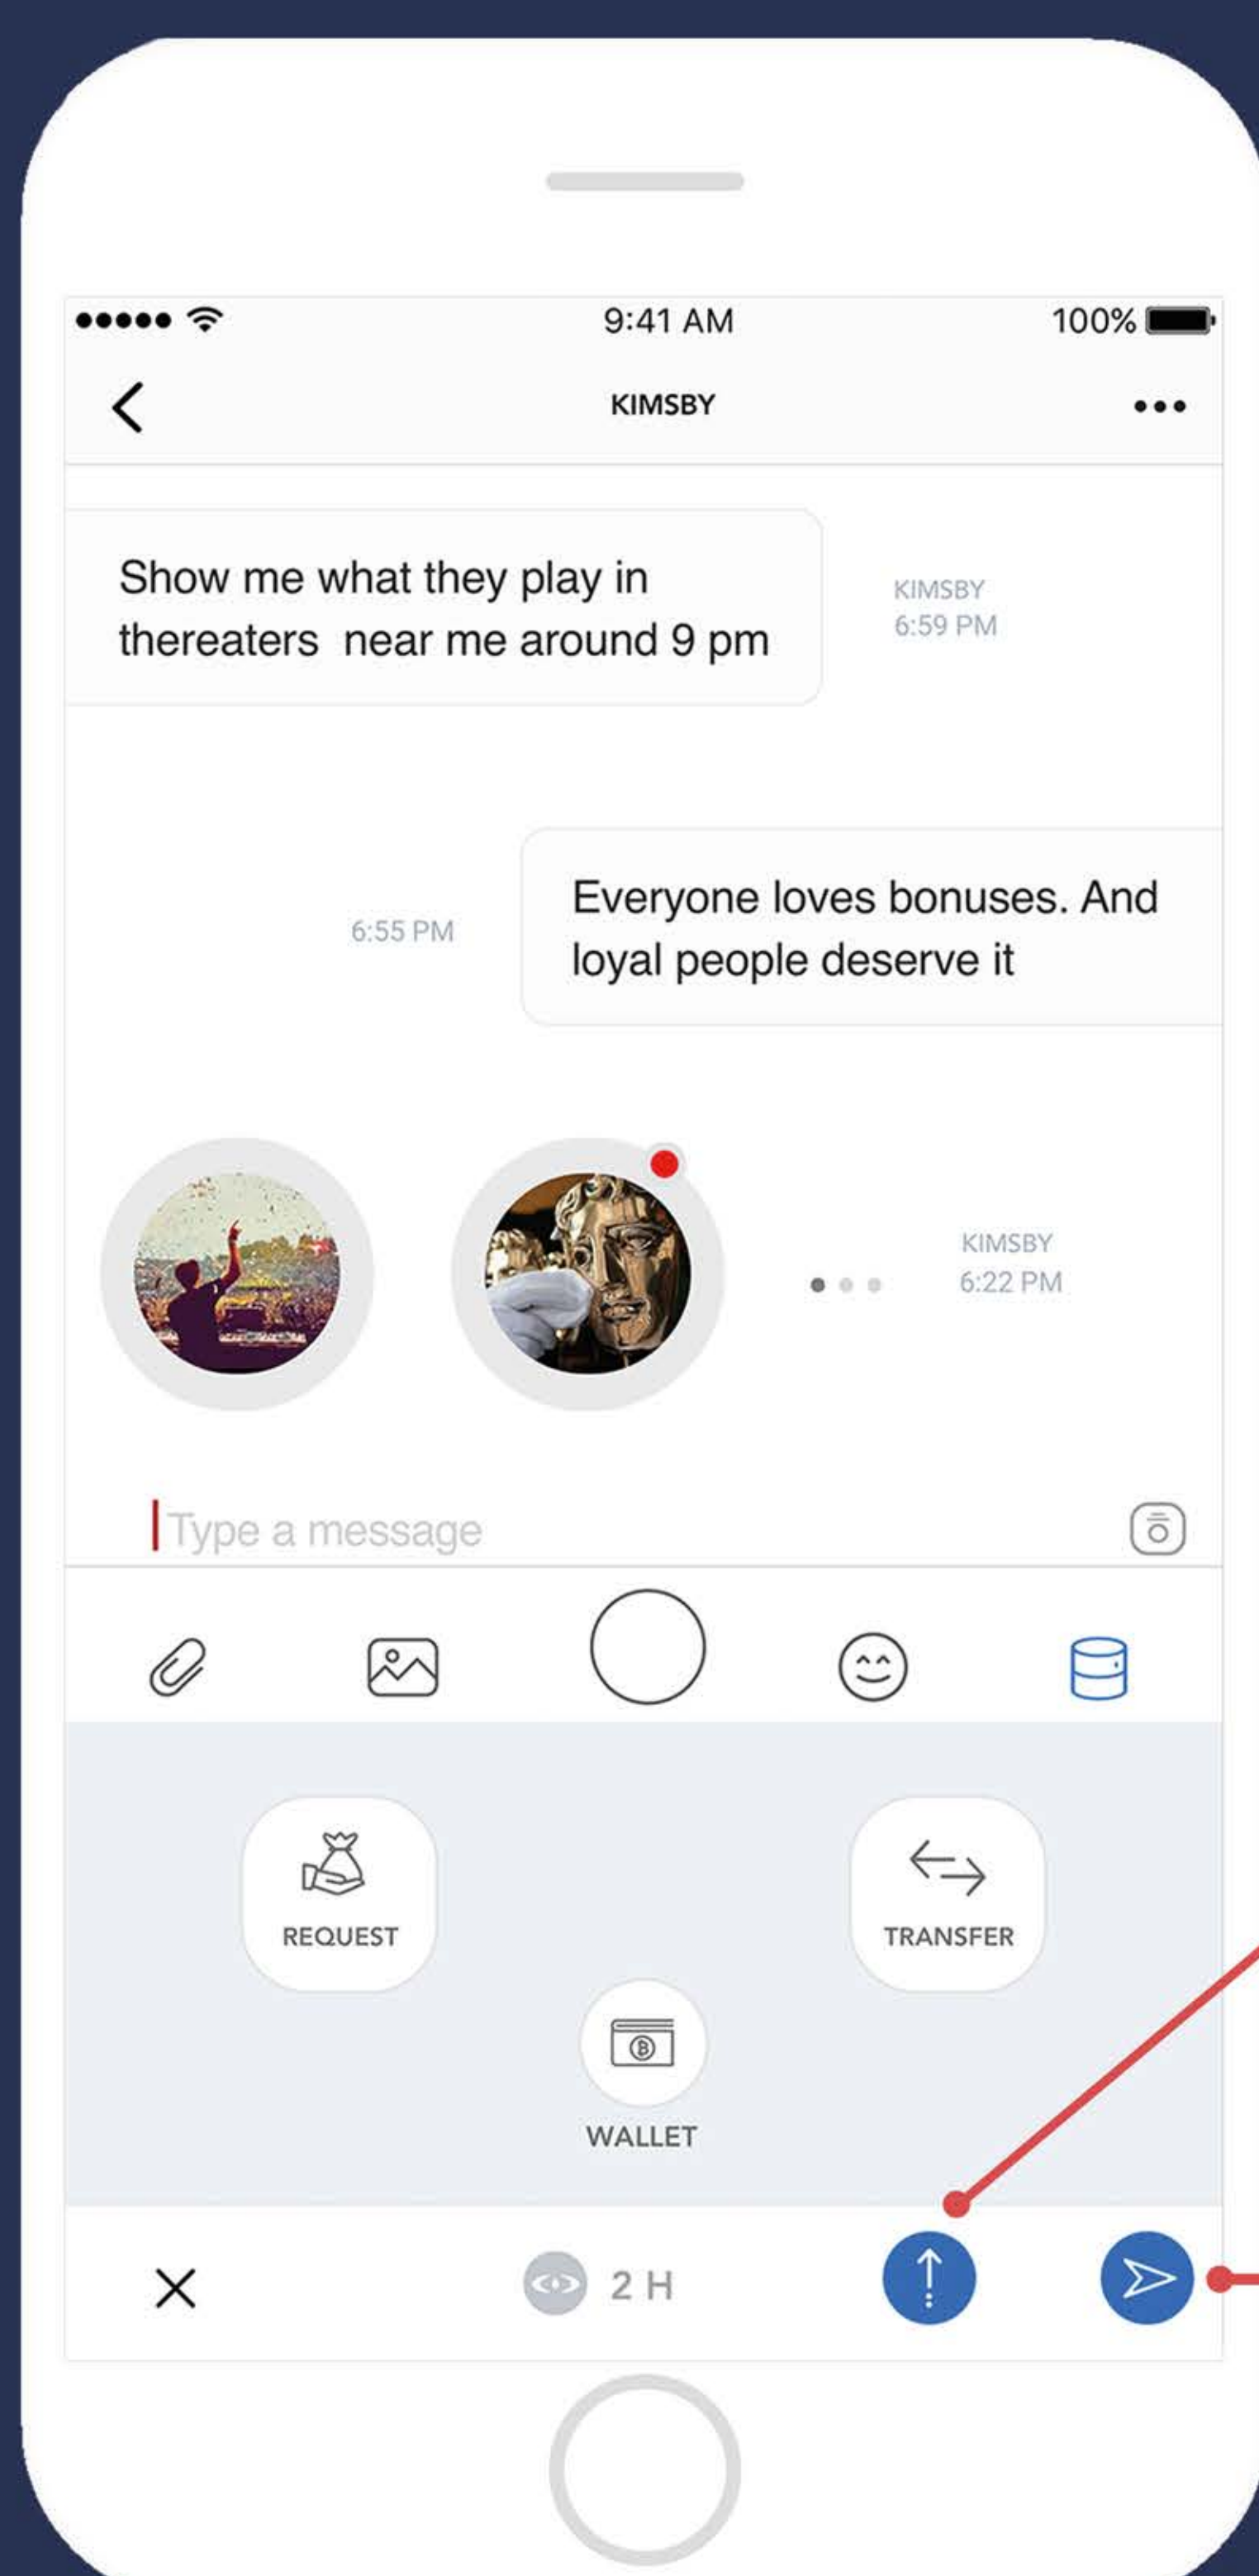 9:41 AM
100%
KIMSBY
Show me what they play in
thereaters  near me around 9 pm
KIMSBY
6:59 PM
6:55 PM
Everyone loves bonuses. And
loyal people deserve it
KIMSBY
6:22 PM
Type a message
REQUEST
TRANSFER
WALLET
2 H